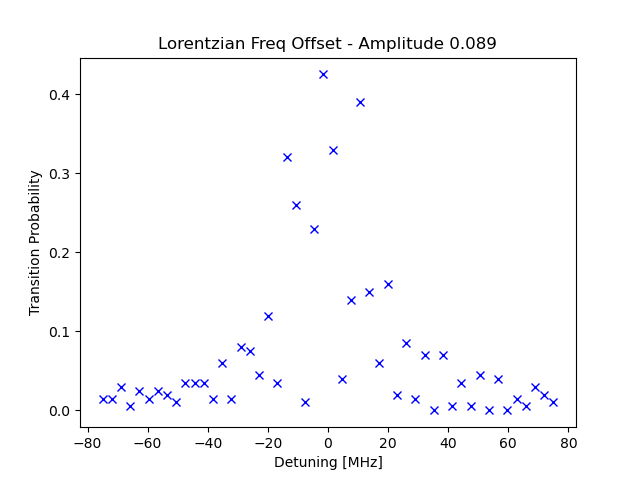 Lorentzian Freq Offset - Amplitude 0.089
Transition Probability
0.4
0.3
0.2
0.1
0.0
−80 −60 −40 −20 0 20 40 60 80
Detuning [MHz]